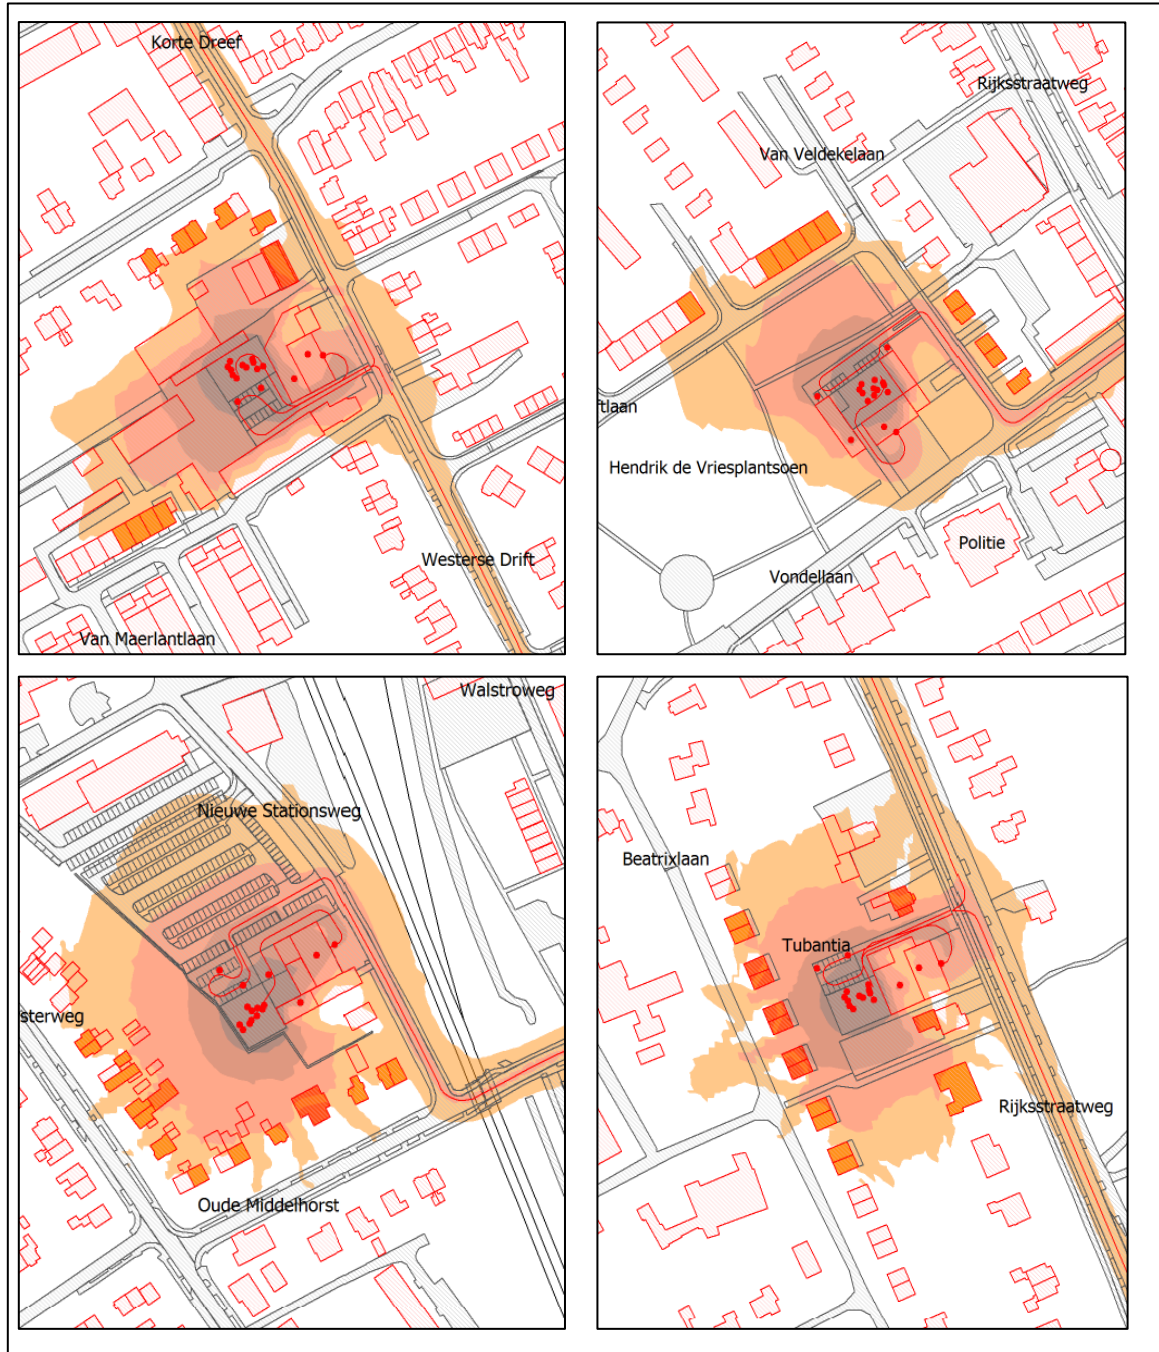 Korte Dreef
Westerse Drift
Van Maerlantlaan
Rijksstraatweg
Van Veldekelaan
ftlaan
Hendrik de Vriesplantsoen
Politie
Vondellaan
Walstroweg
Nieuwe Stationsweg
sterweg
Oude Middelhorst
Beatrixlaan
Tubantia
Rijksstraatweg